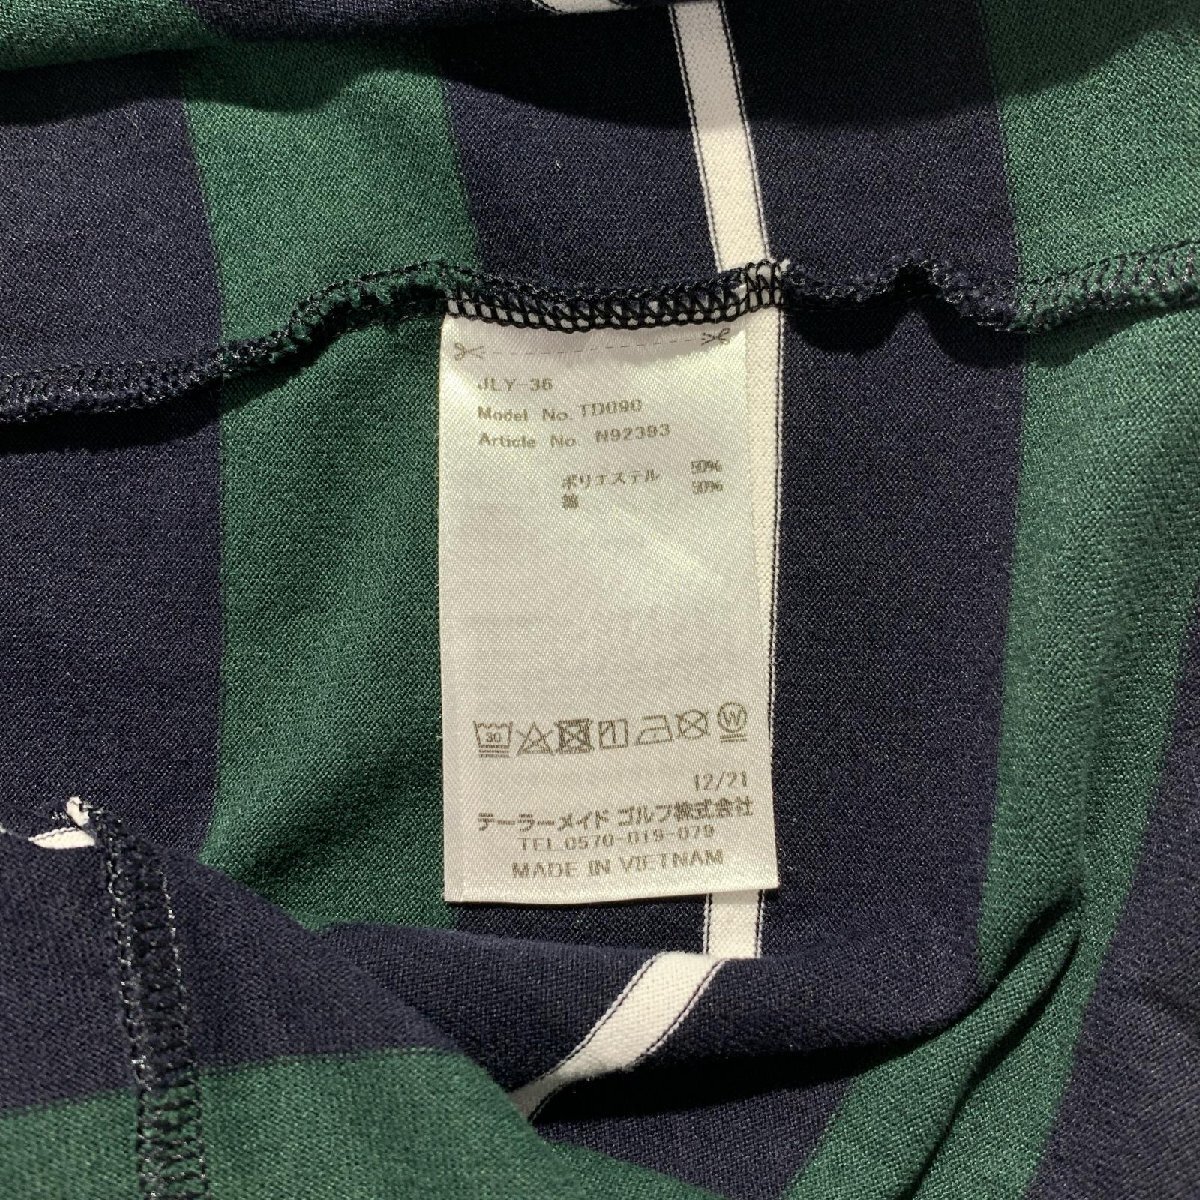 JLY-36
Model No. TD090
Article No. N92393
ポリエステル 50%
綿 50%
30
W
12/21
テーラーメイド ゴルフ株式会社
TEL 0570-019-079
MADE IN VIETNAM